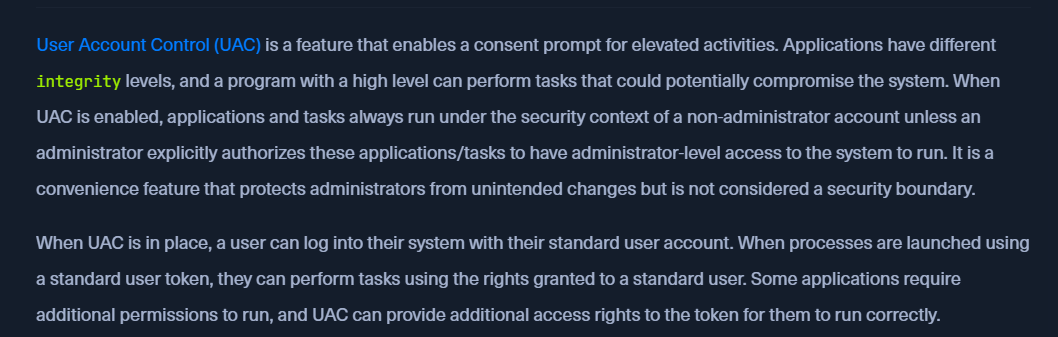 User Account Control (UAC) is a feature that enables a consent prompt for elevated activities. Applications have different
integrity levels, and a program with a high level can perform tasks that could potentially compromise the system. When
UAC is enabled, applications and tasks always run under the security context of a non-administrator account unless an
administrator explicitly authorizes these applications/tasks to have administrator-level access to the system to run. It is a
convenience feature that protects administrators from unintended changes but is not considered a security boundary.
When UAC is in place, a user can log into their system with their standard user account. When processes are launched using
a standard user token, they can perform tasks using the rights granted to a standard user. Some applications require
additional permissions to run, and UAC can provide additional access rights to the token for them to run correctly.